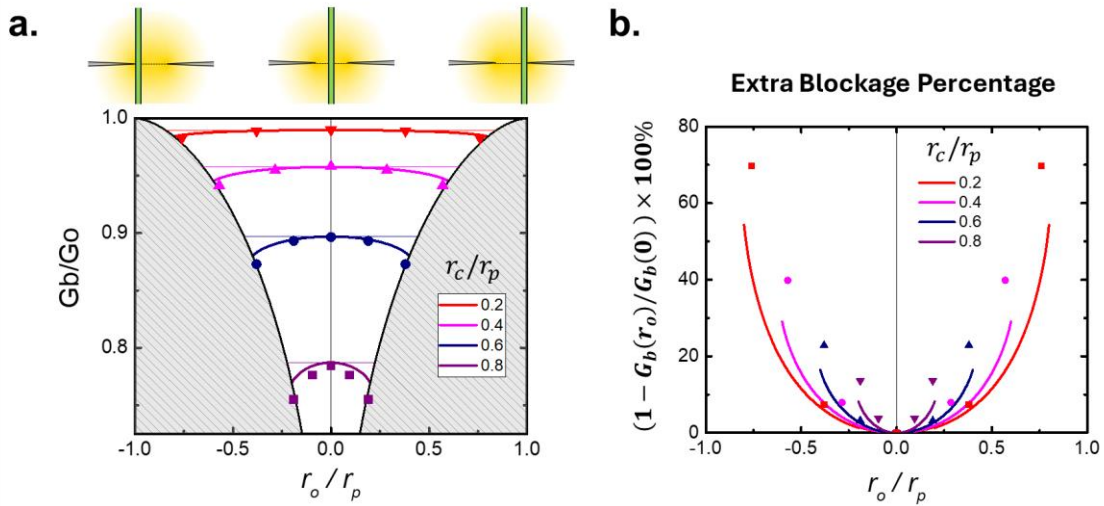 a.
1.0
0.9
0.8
Gb/Go
r_c/r_p
0.2
0.4
0.6
0.8
-1.0 -0.5 0.0 0.5 1.0
r_o / r_p
b.
Extra Blockage Percentage
80
60
40
20
0
(1 − G_b(r_o)/G_b(0)) × 100%
r_c/r_p
0.2
0.4
0.6
0.8
-1.0 -0.5 0.0 0.5 1.0
r_o / r_p